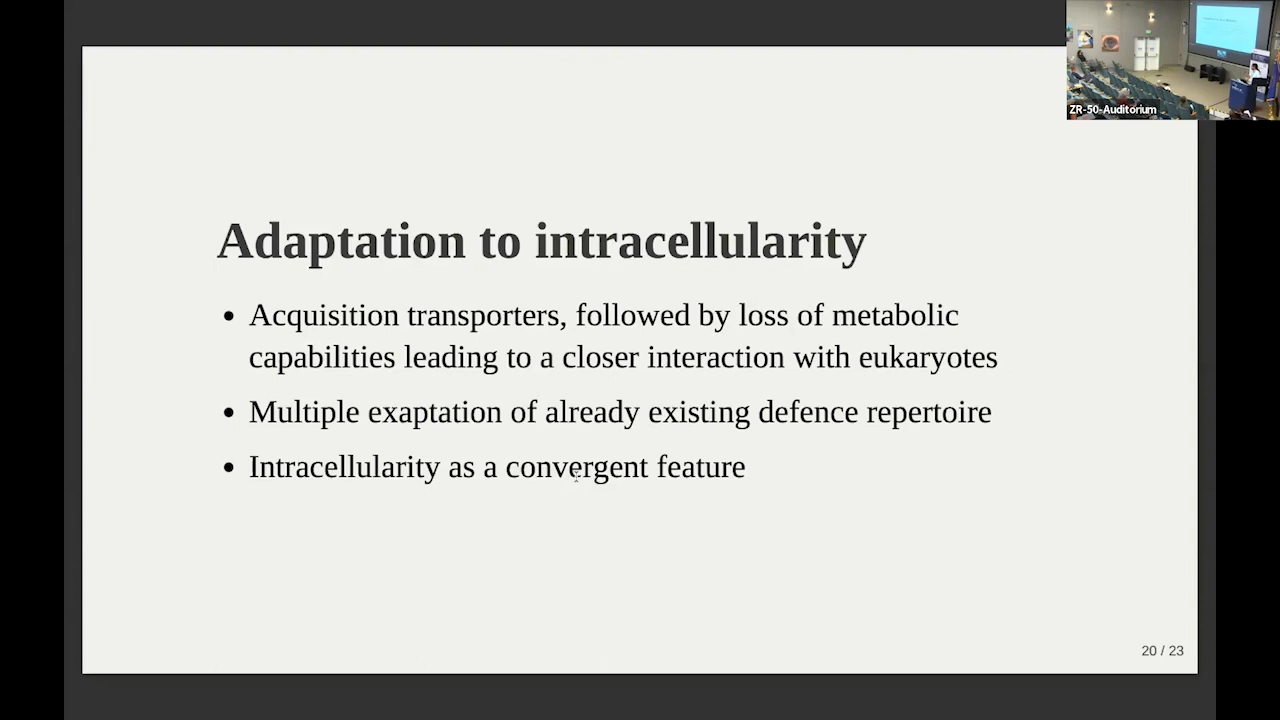 ZR-50-Auditorium
Adaptation to intracellularity
• Acquisition transporters, followed by loss of metabolic
capabilities leading to a closer interaction with eukaryotes
• Multiple exaptation of already existing defence repertoire
• Intracellularity as a convergent feature
20 / 23